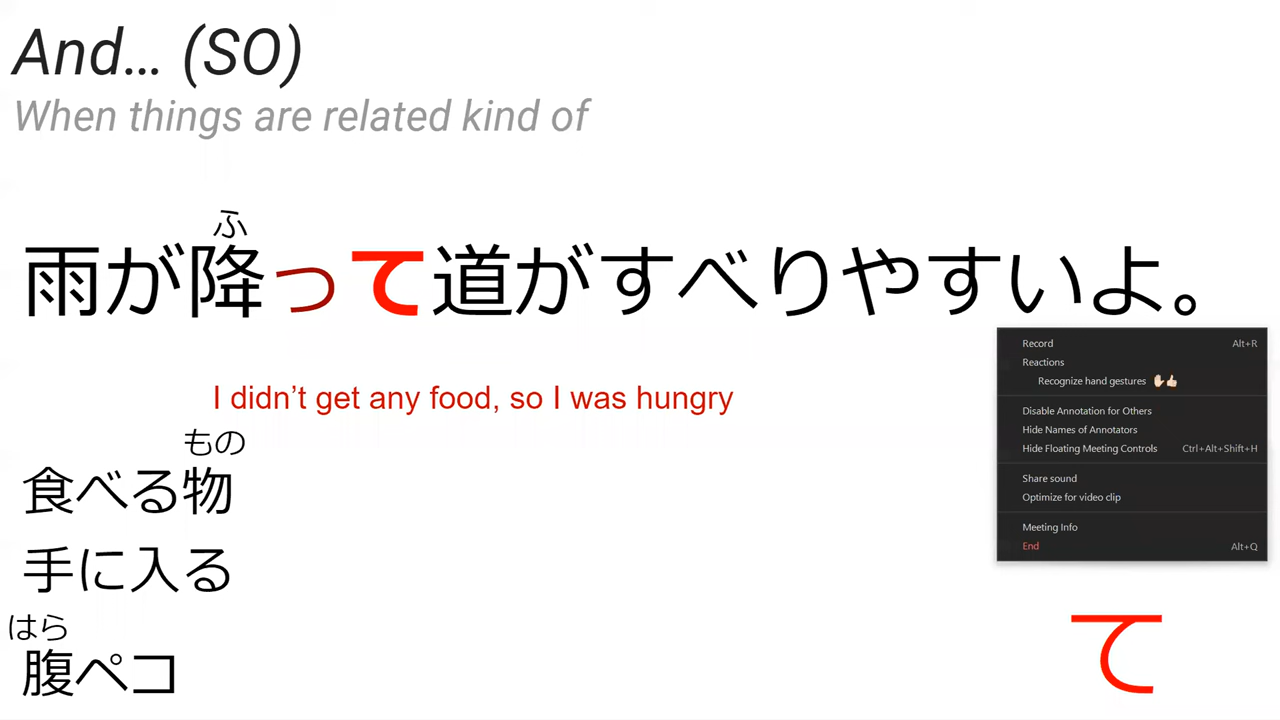 And... (SO)
When things are related kind of
ふ
雨が降って道がすべりやすいよ。
I didn't get any food, so I was hungry
もの
食べる物
手に入る
はら
腹ペコ
Record Alt+R
Reactions
Recognize hand gestures ✋👍
Disable Annotation for Others
Hide Names of Annotators
Hide Floating Meeting Controls Ctrl+Alt+Shift+H
Share sound
Optimize for video clip
Meeting Info
End Alt+Q
て